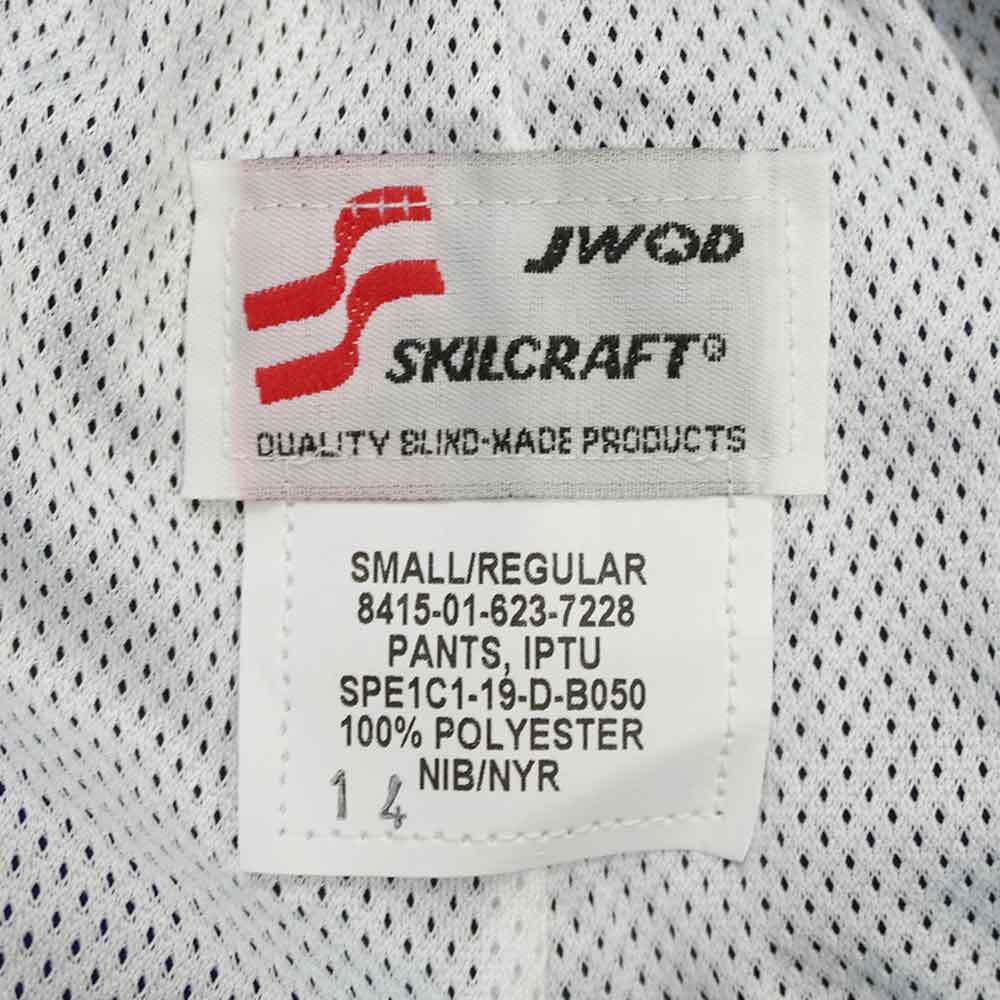 JWOD
SKILCRAFT®
QUALITY BLIND-MADE PRODUCTS
SMALL/REGULAR
8415-01-623-7228
PANTS, IPTU
SPE1C1-19-D-B050
100% POLYESTER
NIB/NYR
14